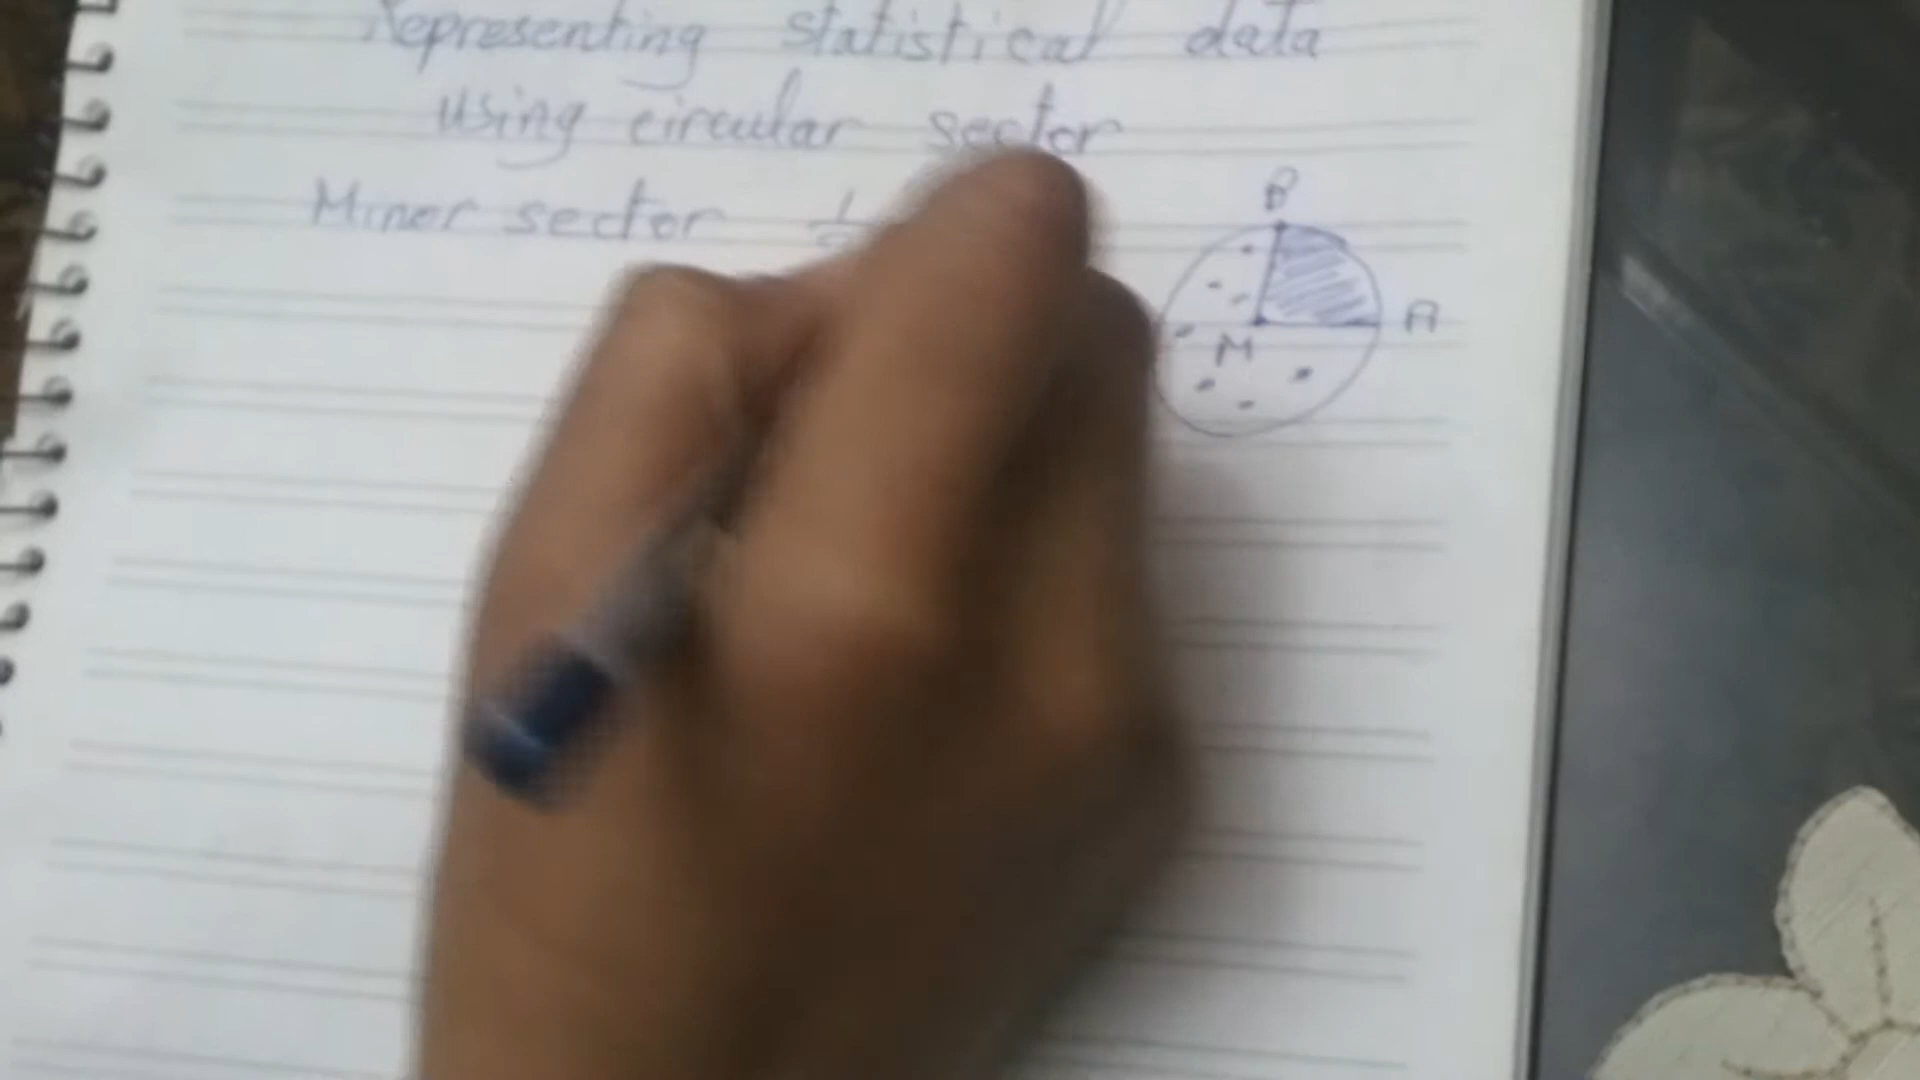 Representing statistical data
using circular sector
Minor sector
B
A
M